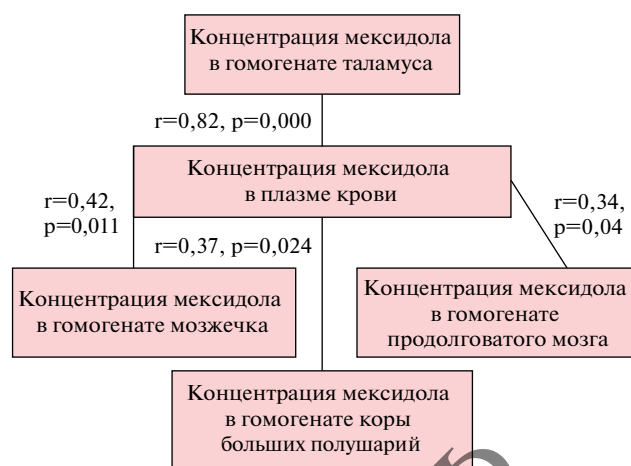 Концентрация мексидола
в гомогенате таламуса
r=0,82, p=0,000
Концентрация мексидола
в плазме крови
r=0,42,
p=0,011
r=0,37, p=0,024
r=0,34,
p=0,04
Концентрация мексидола
в гомогенате мозжечка
Концентрация мексидола
в гомогенате
продолговатого мозга
Концентрация мексидола
в гомогенате коры
больших полушарий